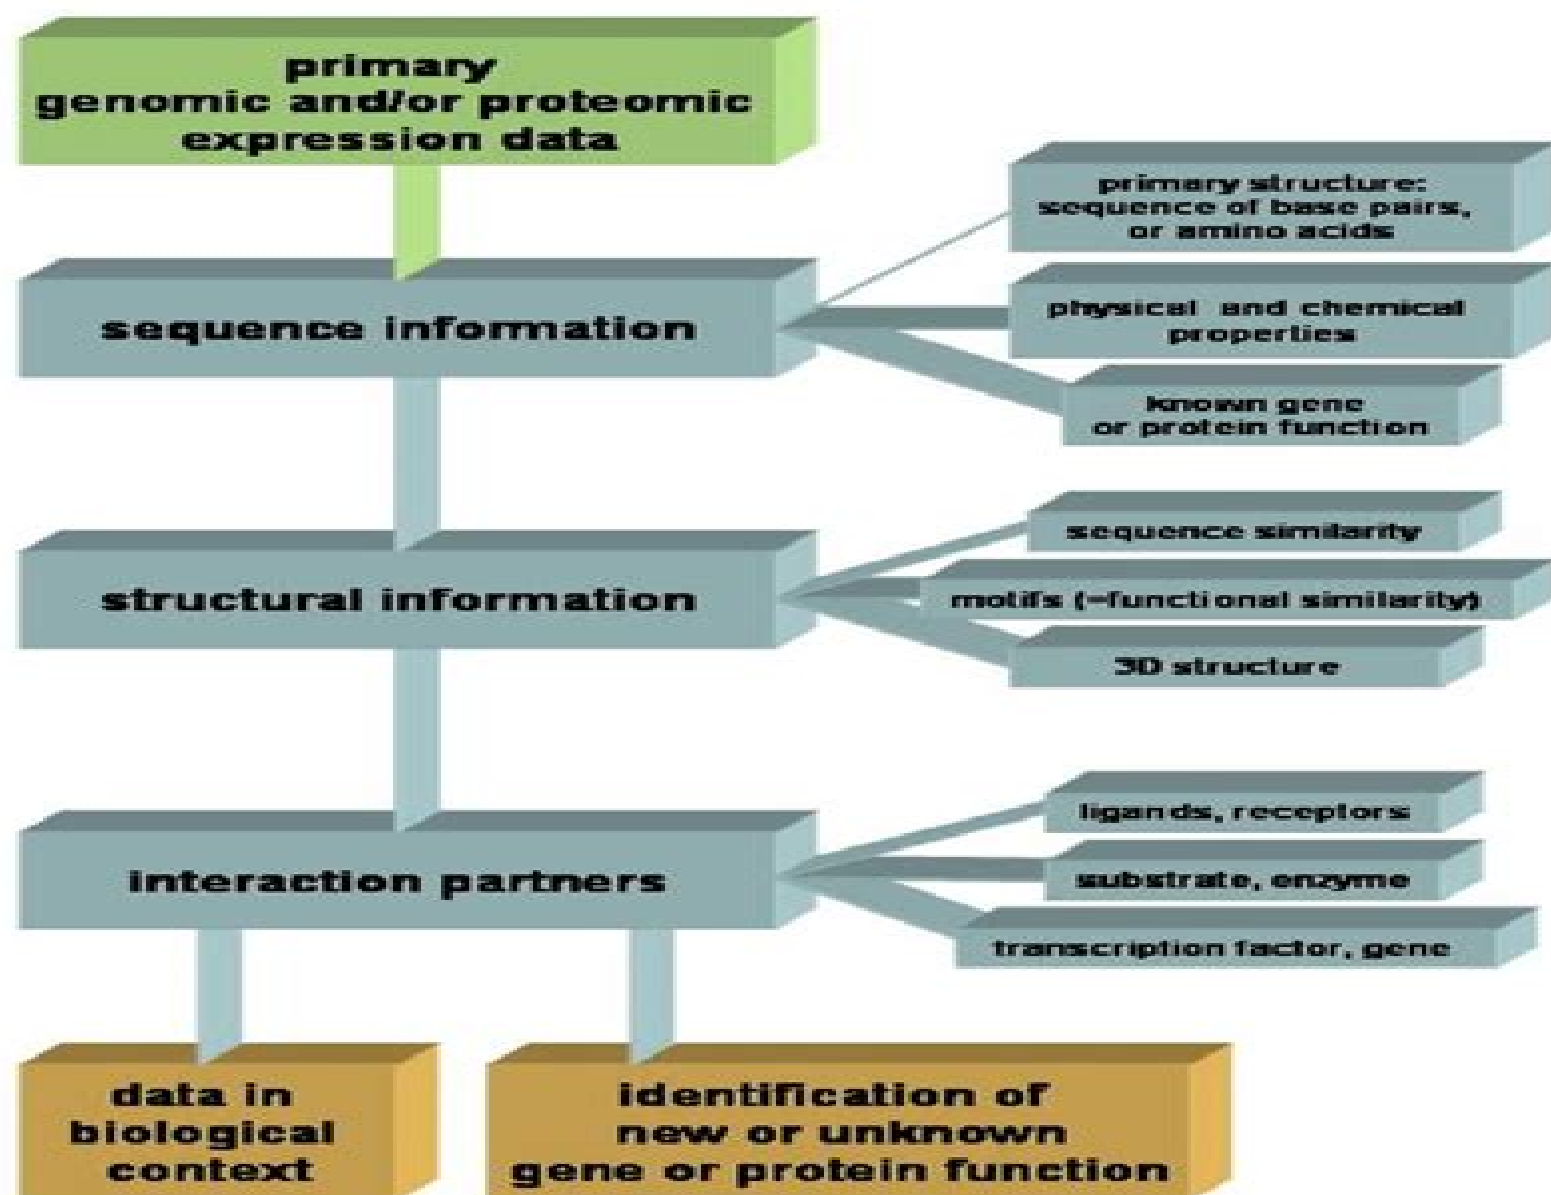 primary
genomic and/or proteomic
expression data
primary structure:
sequence of base pairs,
or amino acids
sequence information
physical and chemical
properties
known gene
or protein function
sequence similarity
structural information
motifs (~functional similarity)
3D structure
ligands, receptors
interaction partners
substrate, enzyme
transcription factor, gene
data in
biological
context
identification of
new or unknown
gene or protein function